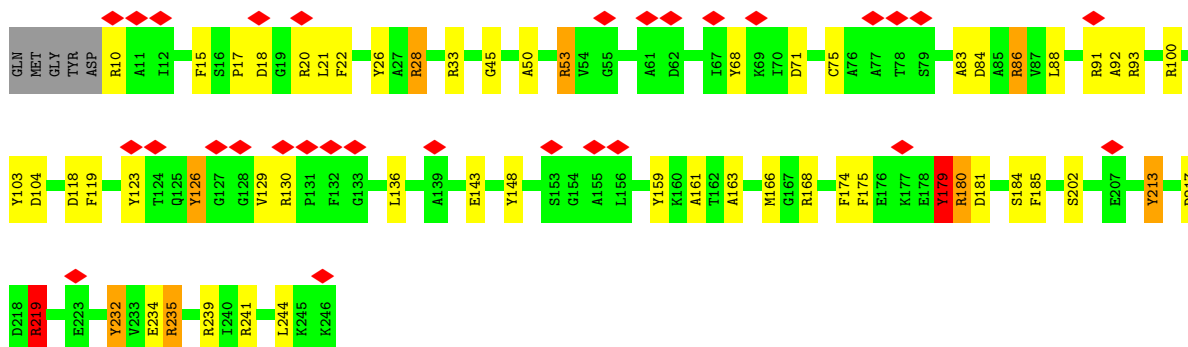 GLN MET GLY TYR ASP R10 A11 I12 F15 S16 P17 D18 G19 R20 L21 F22 Y26 A27 R28 R33 G45 A50 R53 V54 G55 A61 D62 I67 Y68 K69 I70 D71 C75 A76 A77 T78 S79 A83 D84 A85 R86 V87 L88 R91 A92 R93 R100
Y103 D104 D118 F119 Y123 T124 Q125 Y126 G127 G128 V129 R130 P131 F132 G133 L136 A139 E143 Y148 S153 G154 A155 L156 Y159 K160 A161 T162 A163 M166 G167 R168 F174 F175 E176 K177 E178 Y179 R180 D181 S184 F185 S202 E207 Y213
D218 R219 E223 Y232 V233 E234 R235 R239 I240 R241 L244 K245 K246